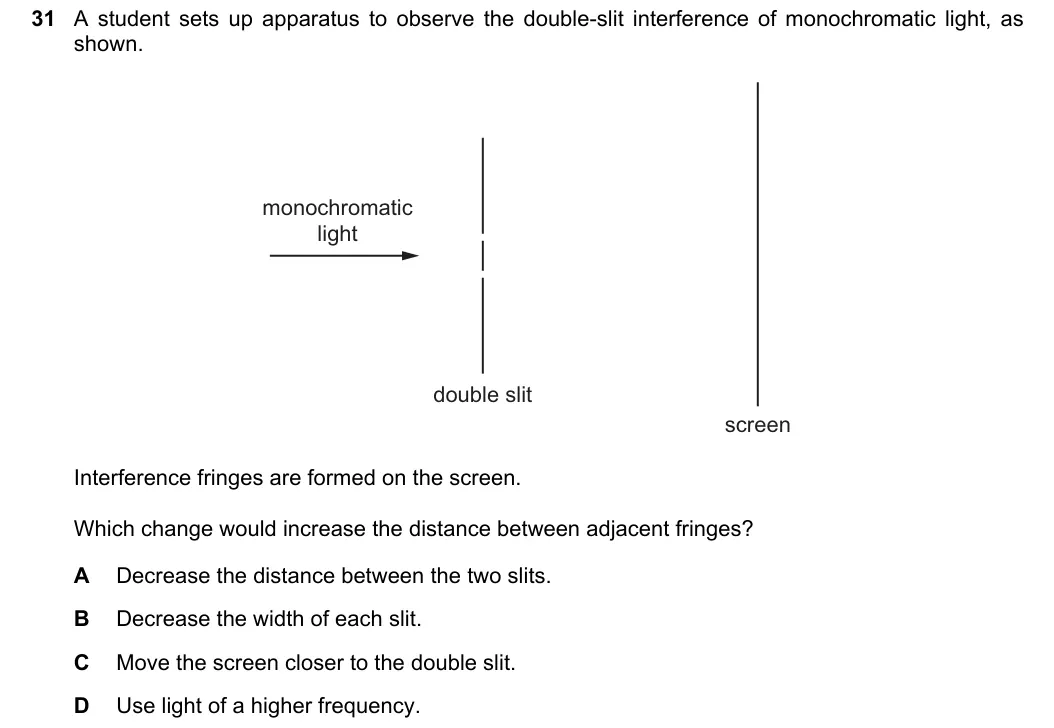 31 A student sets up apparatus to observe the double-slit interference of monochromatic light, as
shown.
monochromatic
light
double slit
screen
Interference fringes are formed on the screen.
Which change would increase the distance between adjacent fringes?
A Decrease the distance between the two slits.
B Decrease the width of each slit.
C Move the screen closer to the double slit.
D Use light of a higher frequency.